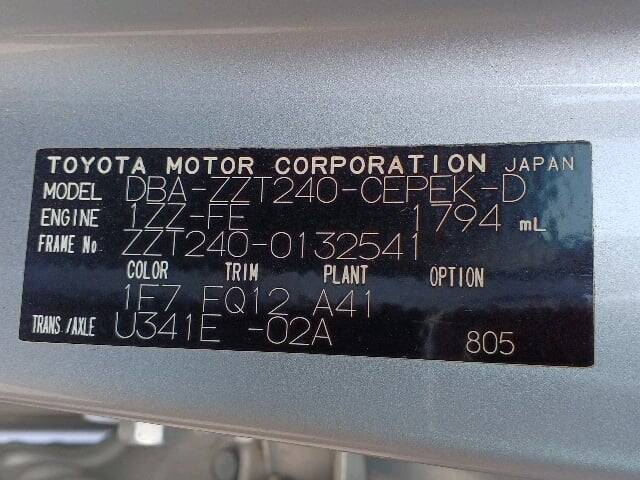 TOYOTA MOTOR CORPORATION JAPAN
MODEL DBA-ZZT240-CEPEK-D
ENGINE 1ZZ-FE 1794 mL
FRAME No ZZT240-0132541
COLOR TRIM PLANT OPTION
1E7 FQ12 A41
TRANS./AXLE U341E -02A 805